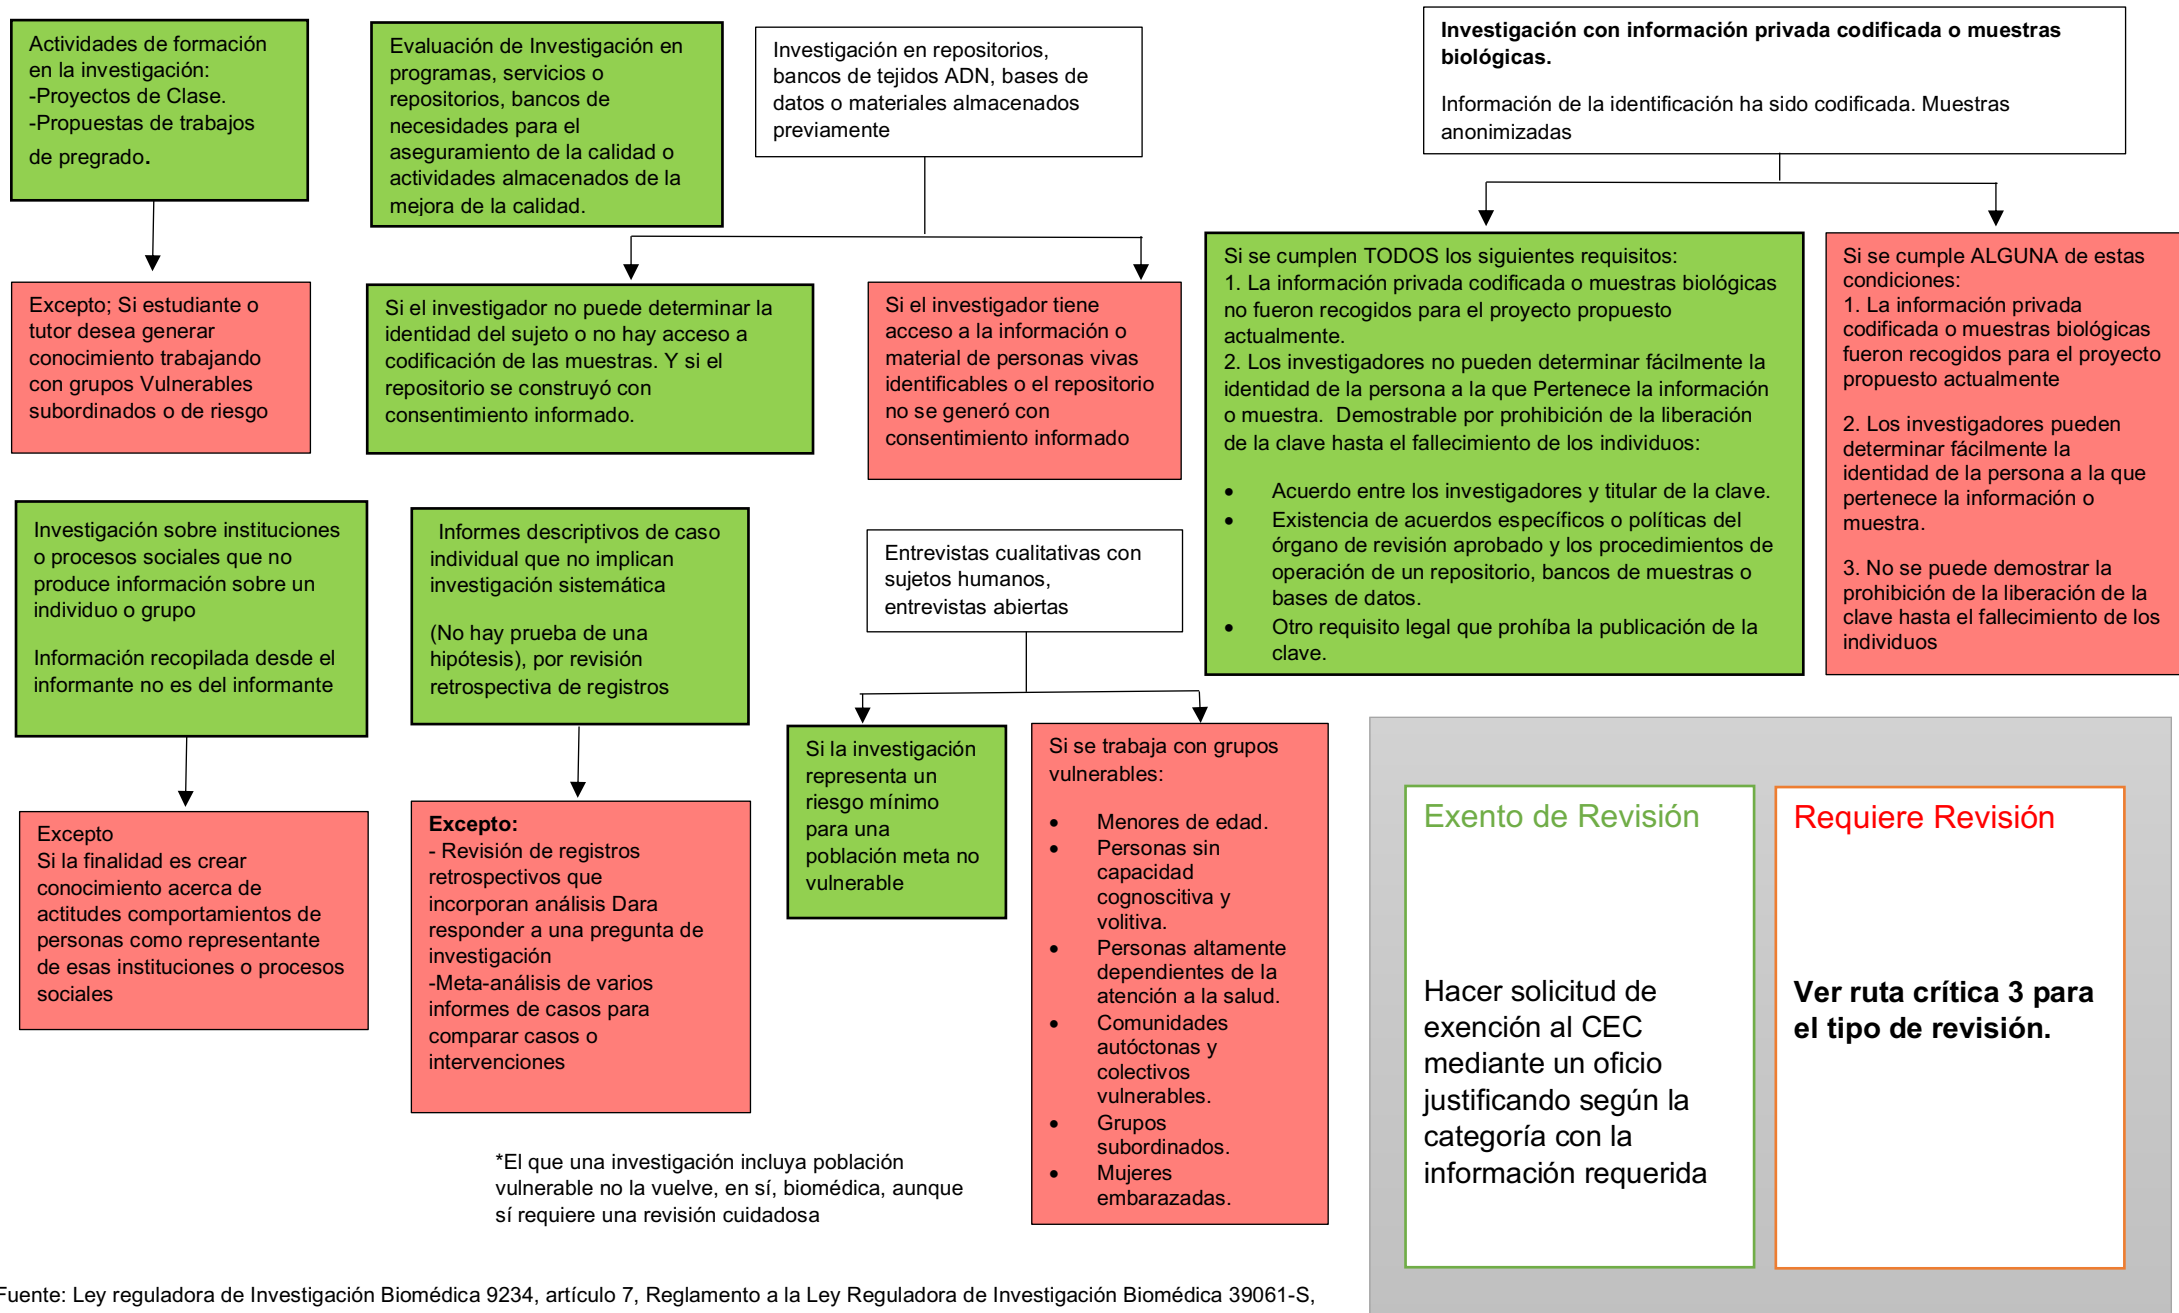 Actividades de formación
en la investigación:
-Proyectos de Clase.
-Propuestas de trabajos
de pregrado.
Excepto; Si estudiante o
tutor desea generar
conocimiento trabajando
con grupos Vulnerables
subordinados o de riesgo
Evaluación de Investigación en
programas, servicios o
repositorios, bancos de
necesidades para el
aseguramiento de la calidad o
actividades almacenados de la
mejora de la calidad.
Investigación en repositorios,
bancos de tejidos ADN, bases de
datos o materiales almacenados
previamente
Si el investigador no puede determinar la
identidad del sujeto o no hay acceso a
codificación de las muestras. Y si el
repositorio se construyó con
consentimiento informado.
Si el investigador tiene
acceso a la información o
material de personas vivas
identificables o el repositorio
no se generó con
consentimiento informado
Investigación con información privada codificada o muestras
biológicas.
Información de la identificación ha sido codificada. Muestras
anonimizadas
Si se cumplen TODOS los siguientes requisitos:
1. La información privada codificada o muestras biológicas
no fueron recogidos para el proyecto propuesto
actualmente.
2. Los investigadores no pueden determinar fácilmente la
identidad de la persona a la que Pertenece la información
o muestra. Demostrable por prohibición de la liberación
de la clave hasta el fallecimiento de los individuos:
• Acuerdo entre los investigadores y titular de la clave.
• Existencia de acuerdos específicos o políticas del
órgano de revisión aprobado y los procedimientos de
operación de un repositorio, bancos de muestras o
bases de datos.
• Otro requisito legal que prohíba la publicación de la
clave.
Si se cumple ALGUNA de estas
condiciones:
1. La información privada
codificada o muestras biológicas
fueron recogidos para el proyecto
propuesto actualmente
2. Los investigadores pueden
determinar fácilmente la
identidad de la persona a la que
pertenece la información o
muestra.
3. No se puede demostrar la
prohibición de la liberación de la
clave hasta el fallecimiento de los
individuos
Investigación sobre instituciones
o procesos sociales que no
produce información sobre un
individuo o grupo
Información recopilada desde el
informante no es del informante
Excepto
Si la finalidad es crear
conocimiento acerca de
actitudes comportamientos de
personas como representante
de esas instituciones o procesos
sociales
Informes descriptivos de caso
individual que no implican
investigación sistemática
(No hay prueba de una
hipótesis), por revisión
retrospectiva de registros
Excepto:
- Revisión de registros
retrospectivos que
incorporan análisis Dara
responder a una pregunta de
investigación
-Meta-análisis de varios
informes de casos para
comparar casos o
intervenciones
Entrevistas cualitativas con
sujetos humanos,
entrevistas abiertas
Si la investigación
representa un
riesgo mínimo
para una
población meta no
vulnerable
Si se trabaja con grupos
vulnerables:
• Menores de edad.
• Personas sin
capacidad
cognoscitiva y
volitiva.
• Personas altamente
dependientes de la
atención a la salud.
• Comunidades
autóctonas y
colectivos
vulnerables.
• Grupos
subordinados.
• Mujeres
embarazadas.
Exento de Revisión
Hacer solicitud de
exención al CEC
mediante un oficio
justificando según la
categoría con la
información requerida
Requiere Revisión
Ver ruta crítica 3 para
el tipo de revisión.
*El que una investigación incluya población
vulnerable no la vuelve, en sí, biomédica, aunque
sí requiere una revisión cuidadosa
Fuente: Ley reguladora de Investigación Biomédica 9234, artículo 7, Reglamento a la Ley Reguladora de Investigación Biomédica 39061-S,